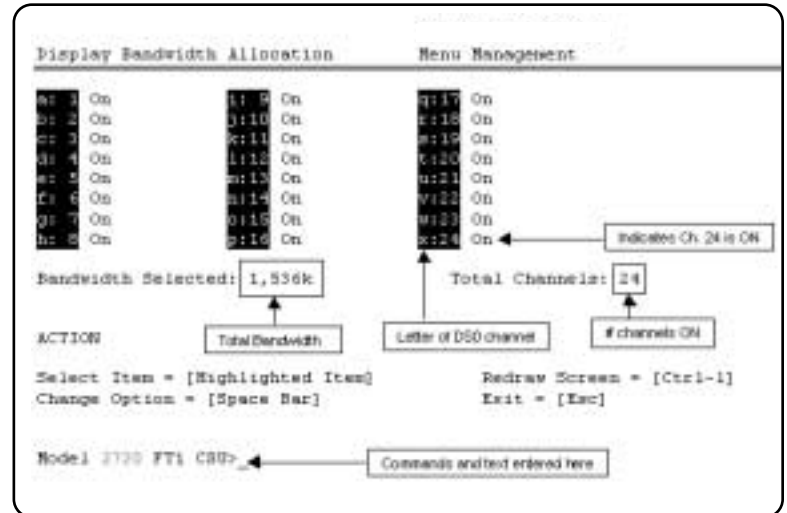 Display Bandwidth Allocation Menu Management
a: 1 On i: 9 On q:17 On
b: 2 On j:10 On r:18 On
c: 3 On k:11 On s:19 On
d: 4 On l:12 On t:20 On
e: 5 On m:13 On u:21 On
f: 6 On n:14 On v:22 On
g: 7 On o:15 On w:23 On
h: 8 On p:16 On x:24 On Indicates Ch. 24 is ON
Bandwidth Selected: 1,536k Total Channels: 24
ACTION Total Bandwidth Letter of DS0 channel # channels ON
Select Item = [Highlighted Item] Redraw Screen = [Ctrl-l]
Change Option = [Space Bar] Exit = [Esc]
Model 2720 FT1 CSU>_ Commands and text entered here